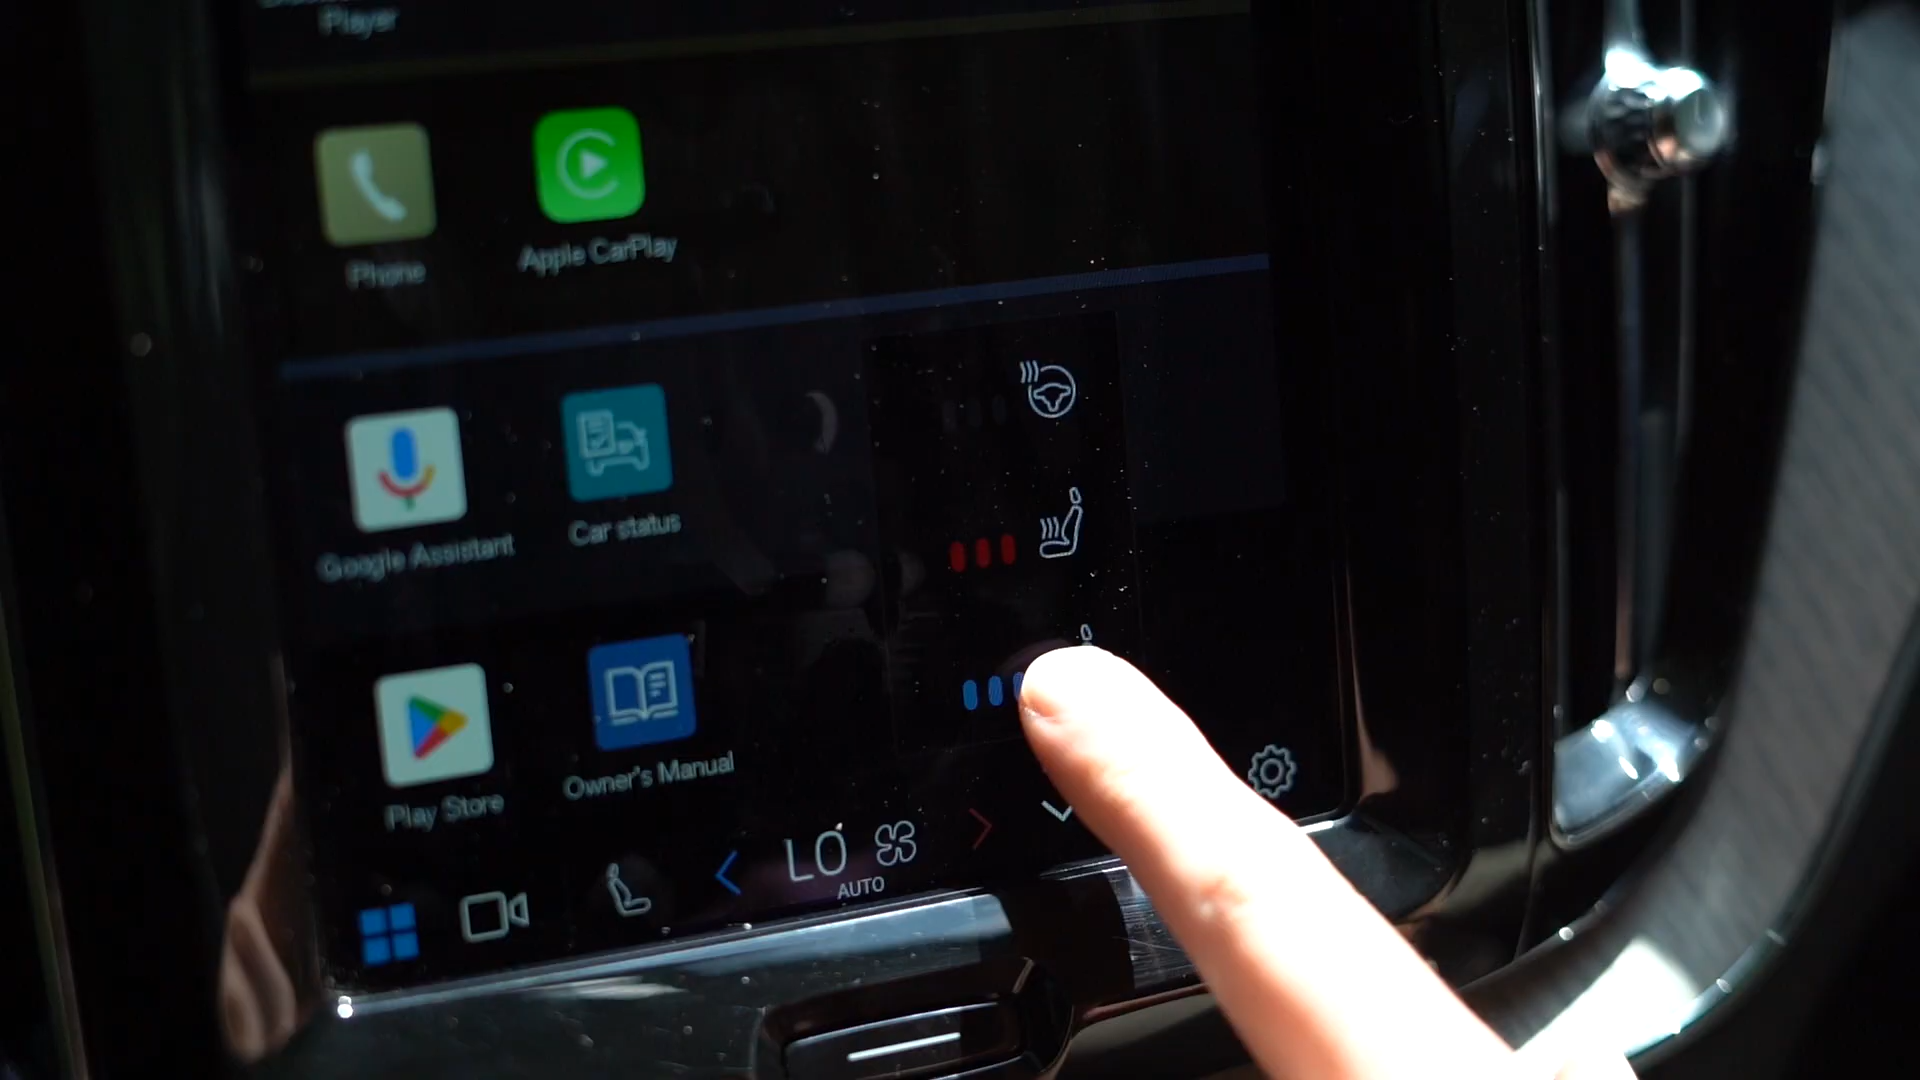 Player
Phone
Apple CarPlay
Google Assistant
Car status
Play Store
Owner's Manual
LO
AUTO